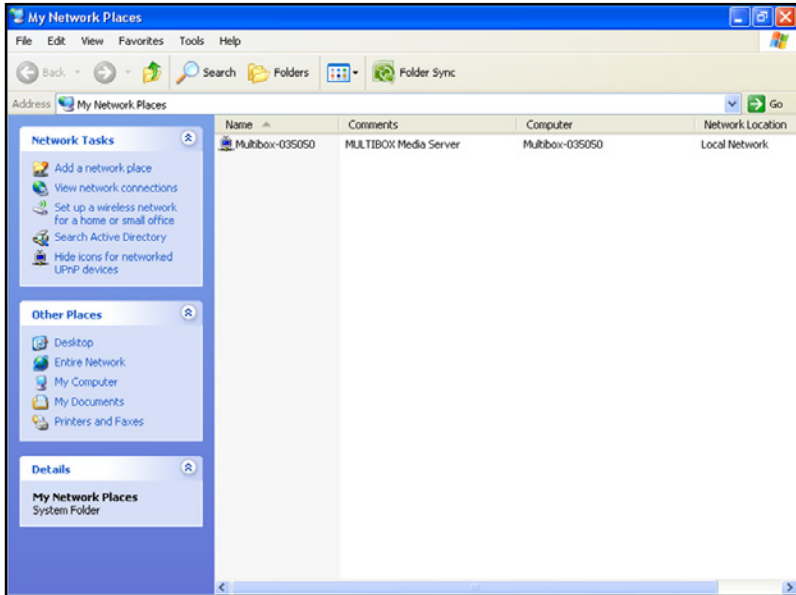 My Network Places
File Edit View Favorites Tools Help
Back Search Folders Folder Sync
Address My Network Places Go
Network Tasks
Add a network place
View network connections
Set up a wireless network
for a home or small office
Search Active Directory
Hide icons for networked
UPnP devices
Other Places
Desktop
Entire Network
My Computer
My Documents
Printers and Faxes
Details
My Network Places
System Folder
Name Comments Computer Network Location
Multibox-035050 MULTIBOX Media Server Multibox-035050 Local Network